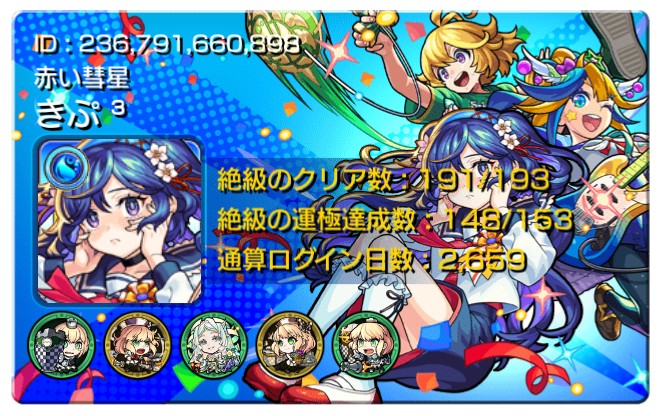 ID : 236,791,660,898
赤い彗星
きぷ ³
絶級のクリア数 : 191/193
絶級の運極達成数 : 148/153
通算ログイン日数 : 2,659